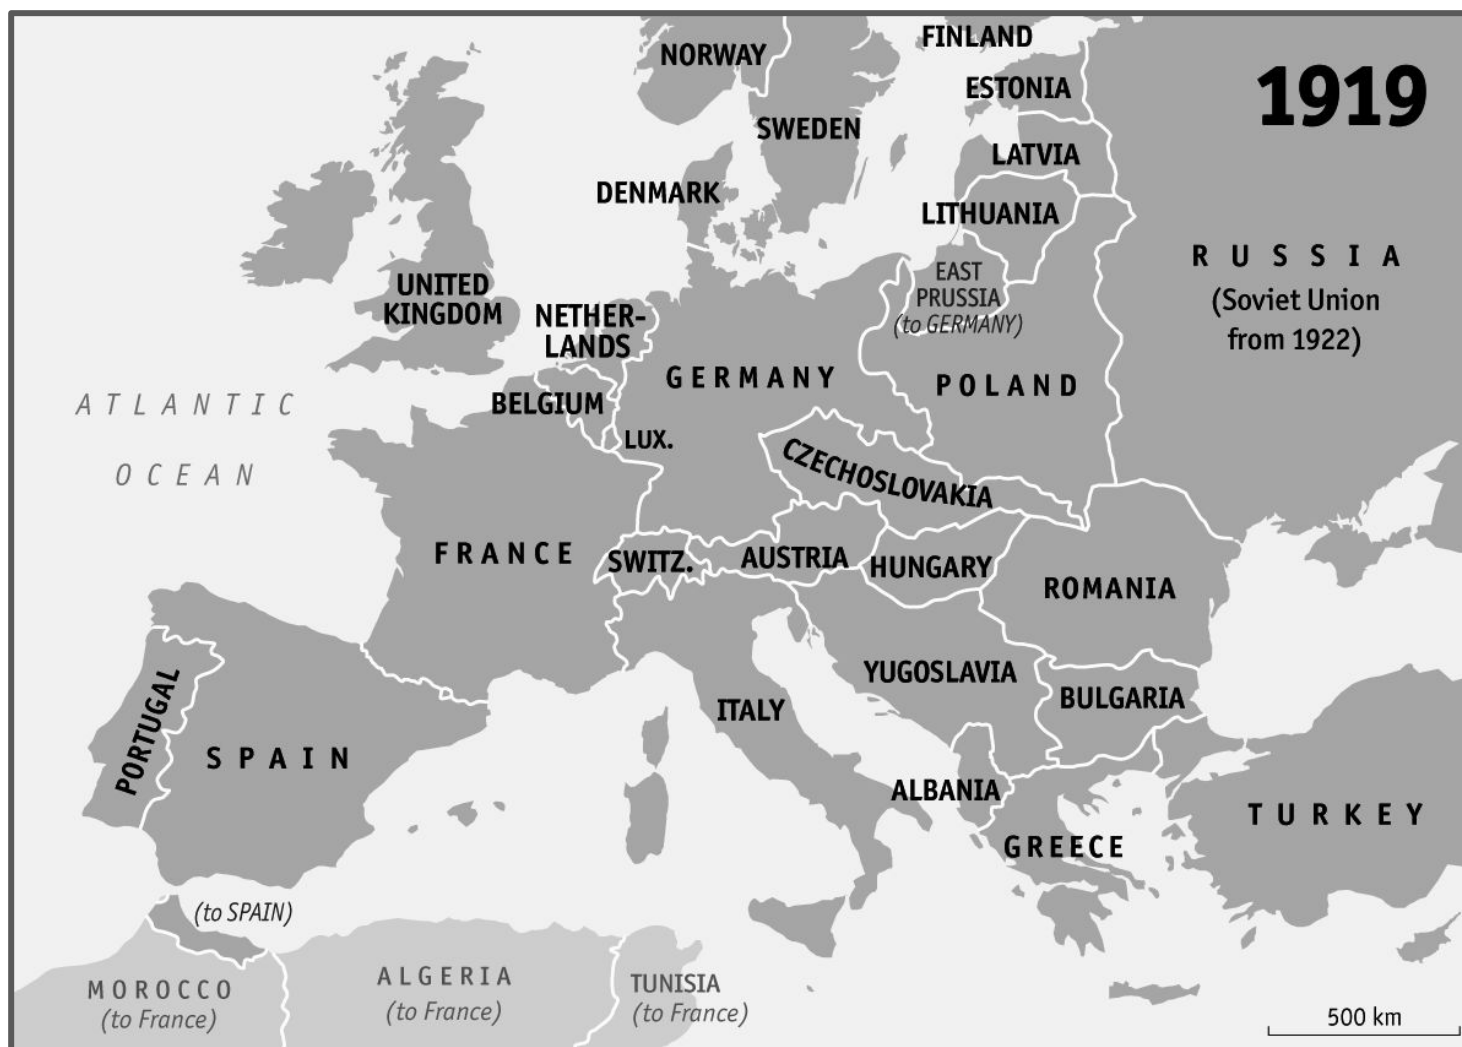 NORWAY
FINLAND
ESTONIA
1919
SWEDEN
LATVIA
DENMARK
LITHUANIA
EAST
PRUSSIA
(to GERMANY)
RUSSIA
(Soviet Union
from 1922)
UNITED
KINGDOM
NETHER-
LANDS
GERMANY
POLAND
ATLANTIC
OCEAN
BELGIUM
LUX.
CZECHOSLOVAKIA
FRANCE
SWITZ.
AUSTRIA
HUNGARY
ROMANIA
PORTUGAL
SPAIN
ITALY
YUGOSLAVIA
BULGARIA
ALBANIA
GREECE
TURKEY
(to SPAIN)
MOROCCO
(to France)
ALGERIA
(to France)
TUNISIA
(to France)
500 km